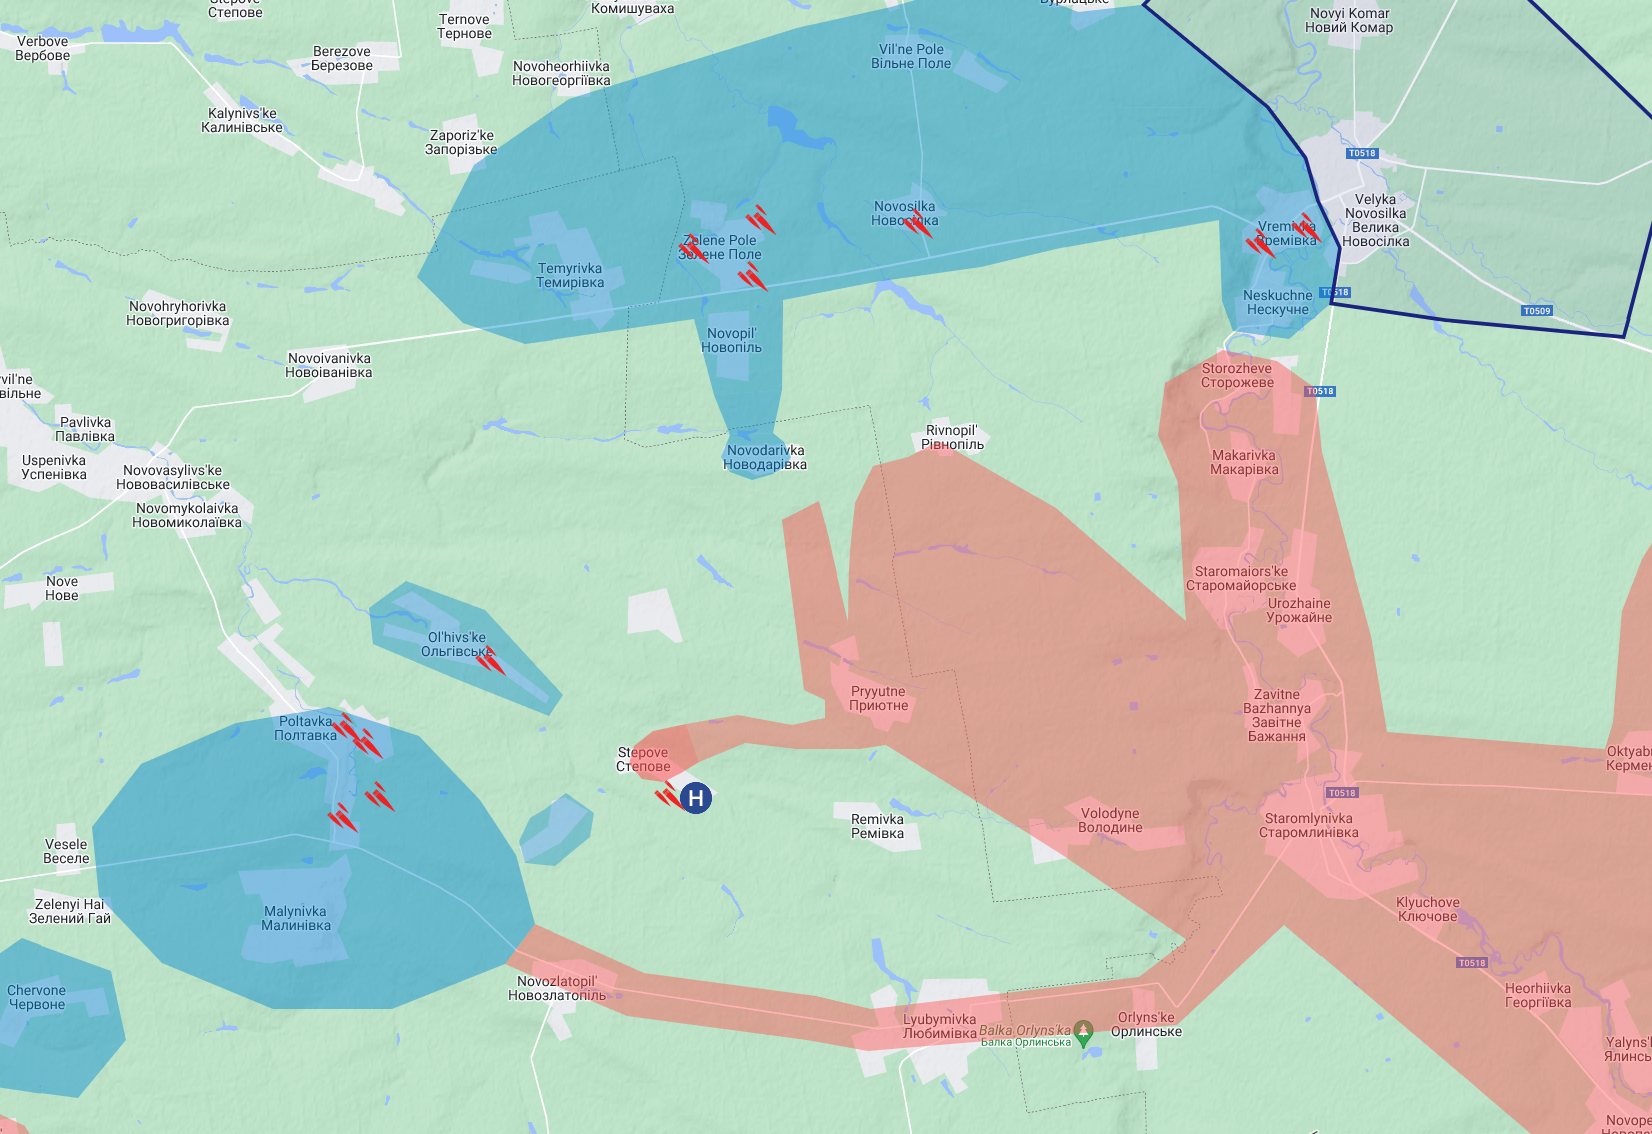 Степове
Комишуваха
Novyi Komar
Новий Комар
Ternove
Тернове
Verbove
Вербове
Berezove
Березове
Vil'ne Pole
Вільне Поле
Novoheorhiivka
Новогеоргіївка
Kalynivs'ke
Калинівське
Zaporiz'ke
Запорізьке
T0518
Velyka
Novosilka
Велика
Новосілка
Novosilka
Новосілка
Vremivka
Времівка
Zelene Pole
Зелене Поле
Temyrivka
Темирівка
Neskuchne
Нескучне
T0518
T0509
Novohryhorivka
Новогригорівка
Novopil'
Новопіль
Novoivanivka
Новоіванівка
Storozheve
Сторожеве
T0518
vil'ne
вільне
Pavlivka
Павлівка
Rivnopil'
Рівнопіль
Uspenivka
Успенівка
Novovasylivs'ke
Нововасилівське
Novodarivka
Новодарівка
Makarivka
Макарівка
Novomykolaivka
Новомиколаївка
Nove
Нове
Staromaiors'ke
Старомайорське
Urozhaine
Урожайне
Ol'hivs'ke
Ольгівське
Pryyutne
Приютне
Zavitne
Bazhannya
Завітне
Бажання
Poltavka
Полтавка
Stepove
Степове
Oktyab
Кермен
H
T0518
Remivka
Ремівка
Volodyne
Володине
Staromlynivka
Старомлинівка
Vesele
Веселе
Zelenyi Hai
Зелений Гай
Malynivka
Малинівка
Klyuchove
Ключове
T0518
Chervone
Червоне
Novozlatopil'
Новозлатопіль
Heorhiivka
Георгіївка
Lyubymivka
Любимівка
Balka Orlyns'ka
Балка Орлинська
Orlyns'ke
Орлинське
Yalyns'
Ялинсь
Novope